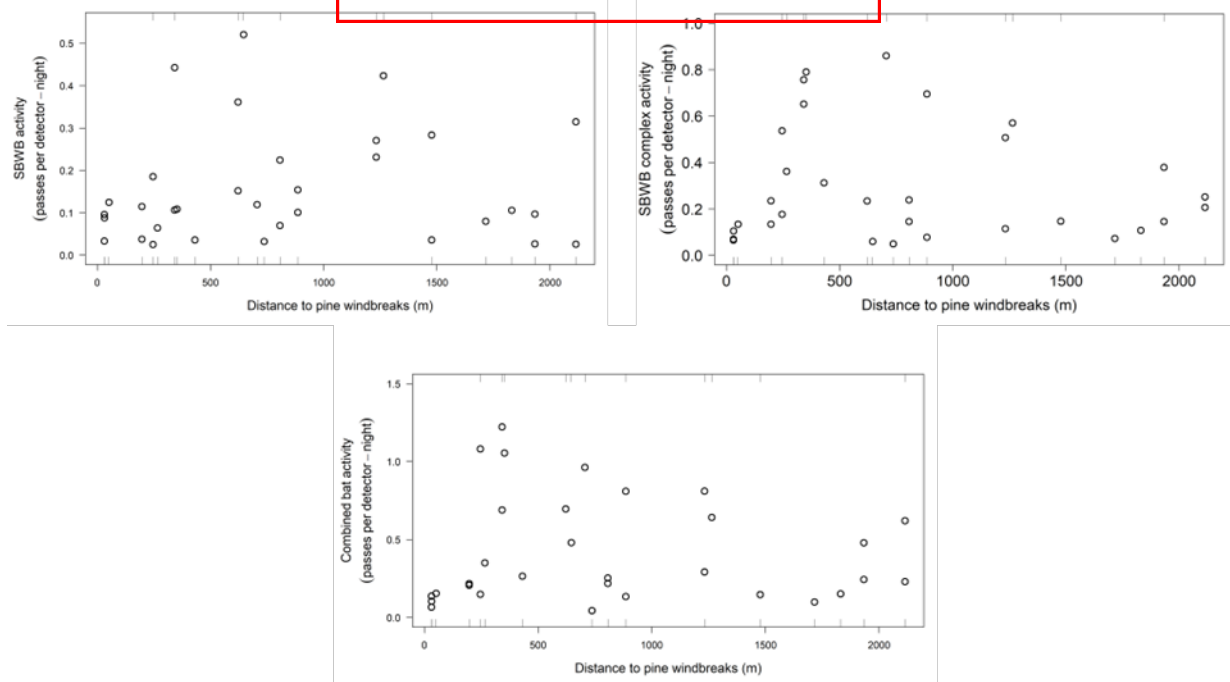 SBWB activity
(passes per detector – night)
0.5
0.4
0.3
0.2
0.1
0.0
0 500 1000 1500 2000
Distance to pine windbreaks (m)
SBWB complex activity
(passes per detector – night)
1.0
0.8
0.6
0.4
0.2
0.0
0 500 1000 1500 2000
Distance to pine windbreaks (m)
Combined bat activity
(passes per detector – night)
1.5
1.0
0.5
0.0
0 500 1000 1500 2000
Distance to pine windbreaks (m)